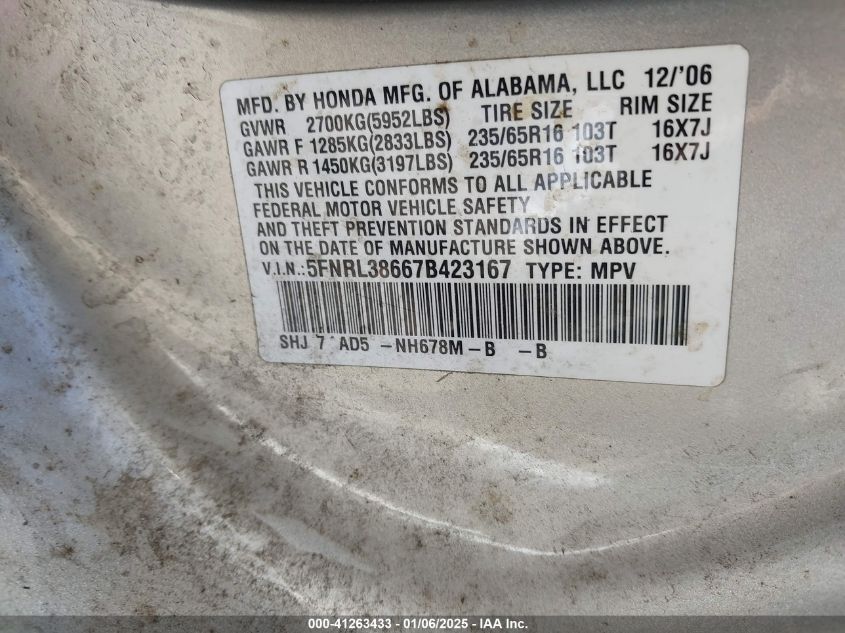 MFD. BY HONDA MFG. OF ALABAMA, LLC 12/'06
GVWR 2700KG(5952LBS) TIRE SIZE RIM SIZE
GAWR F 1285KG(2833LBS) 235/65R16 103T 16X7J
GAWR R 1450KG(3197LBS) 235/65R16 103T 16X7J
THIS VEHICLE CONFORMS TO ALL APPLICABLE
FEDERAL MOTOR VEHICLE SAFETY
AND THEFT PREVENTION STANDARDS IN EFFECT
ON THE DATE OF MANUFACTURE SHOWN ABOVE.
V.I.N.:5FNRL38667B423167 TYPE: MPV
SHJ 7 AD5 -NH678M-B -B
000-41263433 - 01/06/2025 - IAA Inc.